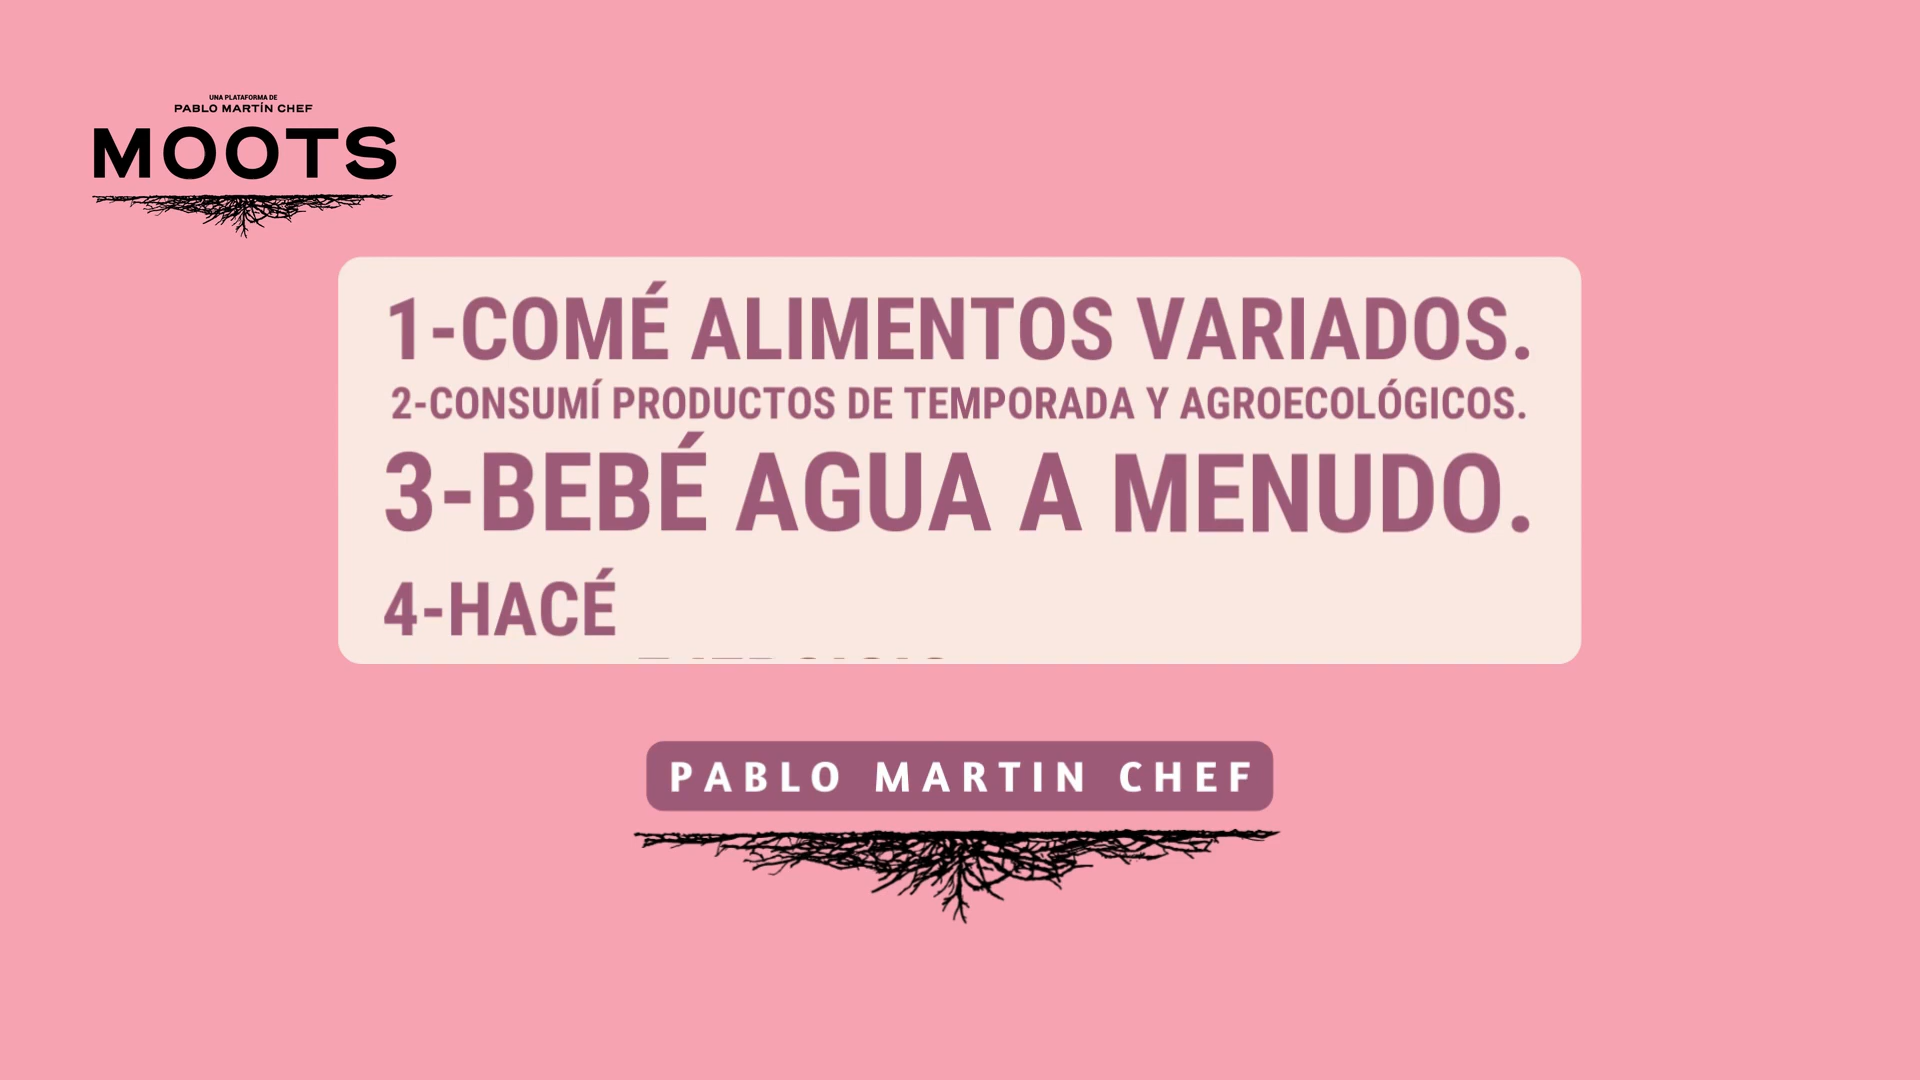 UNA PLATAFORMA DE
PABLO MARTÍN CHEF
MOOTS
1-COMÉ ALIMENTOS VARIADOS.
2-CONSUMÍ PRODUCTOS DE TEMPORADA Y AGROECOLÓGICOS.
3-BEBÉ AGUA A MENUDO.
4-HACÉ
PABLO MARTIN CHEF